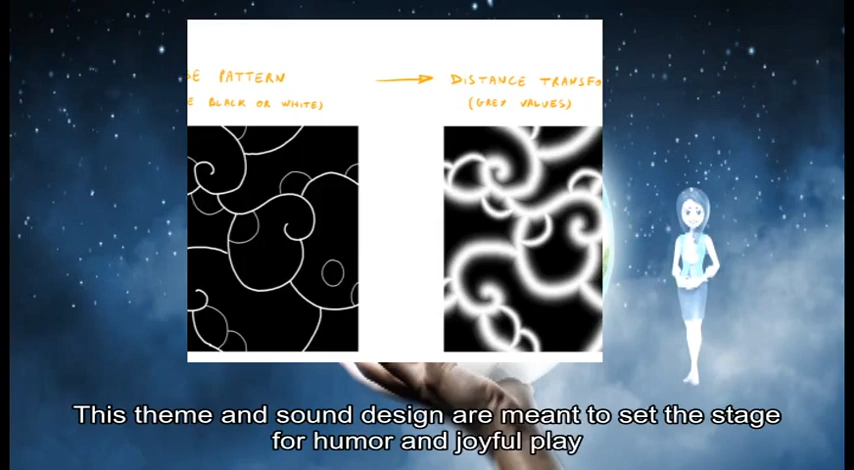 PATTERN
DISTANCE
BLACK OR WHITE)
(GREY VALUES)
This theme and sound design are meant to set the stage
for humor and joyful play